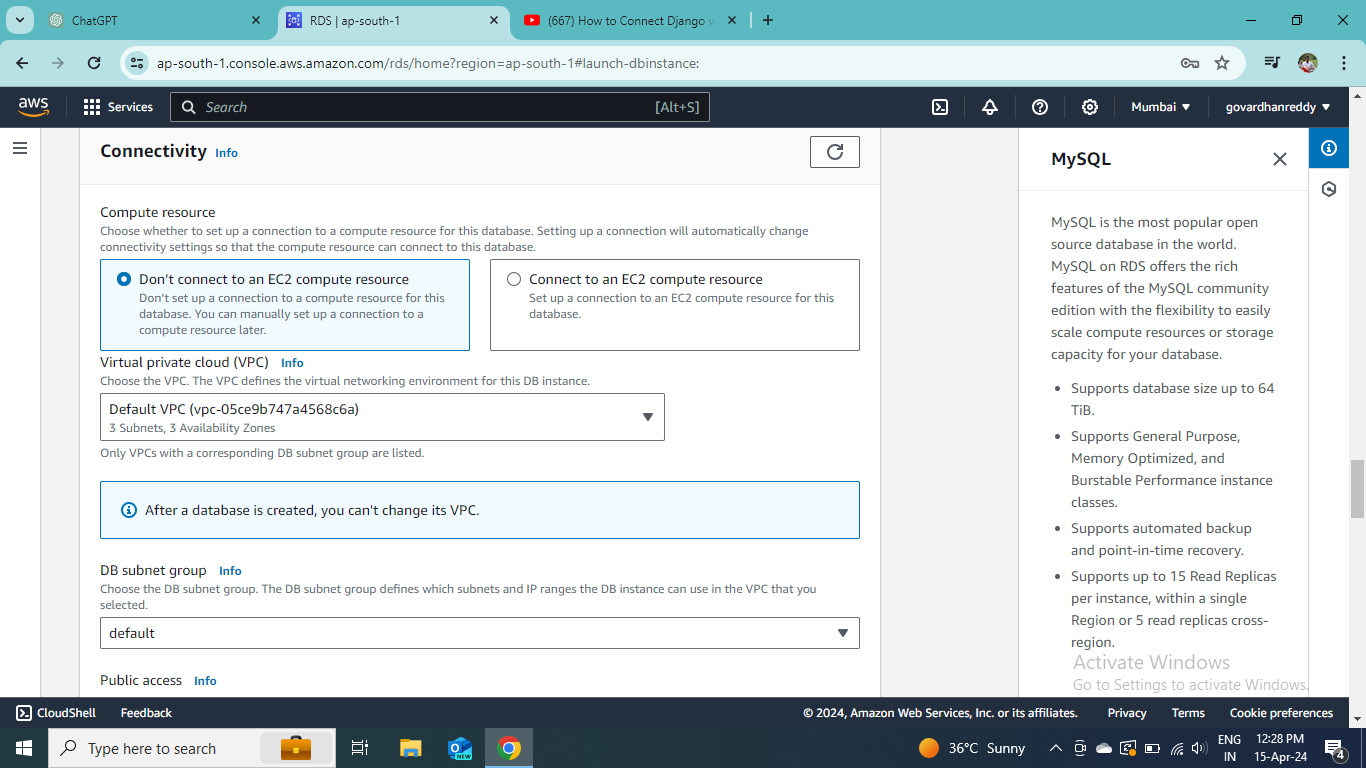 ChatGPT
RDS | ap-south-1
(667) How to Connect Django w
ap-south-1.console.aws.amazon.com/rds/home?region=ap-south-1#launch-dbinstance:
aws
Services
Search
[Alt+S]
Mumbai
govardhanreddy
Connectivity Info
Compute resource
Choose whether to set up a connection to a compute resource for this database. Setting up a connection will automatically change
connectivity settings so that the compute resource can connect to this database.
Don't connect to an EC2 compute resource
Don't set up a connection to a compute resource for this
database. You can manually set up a connection to a
compute resource later.
Connect to an EC2 compute resource
Set up a connection to an EC2 compute resource for this
database.
Virtual private cloud (VPC) Info
Choose the VPC. The VPC defines the virtual networking environment for this DB instance.
Default VPC (vpc-05ce9b747a4568c6a)
3 Subnets, 3 Availability Zones
Only VPCs with a corresponding DB subnet group are listed.
After a database is created, you can't change its VPC.
DB subnet group Info
Choose the DB subnet group. The DB subnet group defines which subnets and IP ranges the DB instance can use in the VPC that you
selected.
default
Public access Info
MySQL
MySQL is the most popular open
source database in the world.
MySQL on RDS offers the rich
features of the MySQL community
edition with the flexibility to easily
scale compute resources or storage
capacity for your database.
• Supports database size up to 64
TiB.
• Supports General Purpose,
Memory Optimized, and
Burstable Performance instance
classes.
• Supports automated backup
and point-in-time recovery.
• Supports up to 15 Read Replicas
per instance, within a single
Region or 5 read replicas cross-
region.
Activate Windows
Go to Settings to activate Windows.
CloudShell
Feedback
© 2024, Amazon Web Services, Inc. or its affiliates.
Privacy
Terms
Cookie preferences
Type here to search
NEW
36°C Sunny
ENG
IN
12:28 PM
15-Apr-24
4